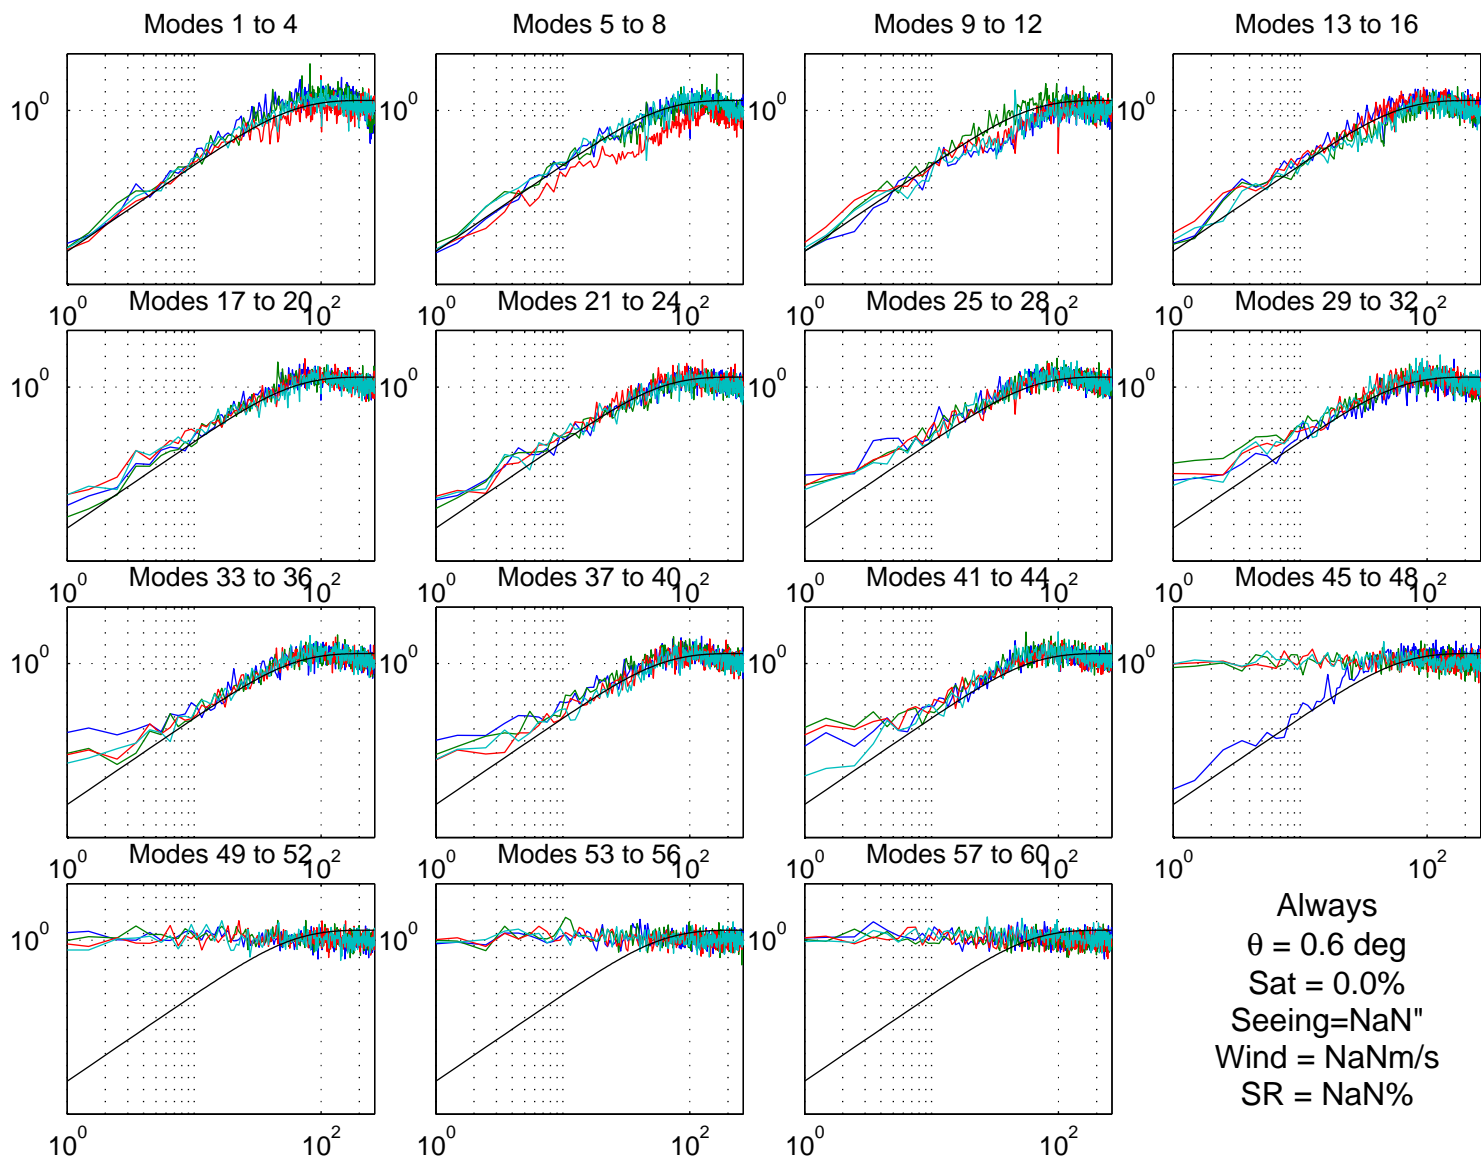 Modes 1 to 4
Modes 5 to 8
Modes 9 to 12
Modes 13 to 16
10^0
10^0
10^0
10^0
10^0
10^2
10^0
10^2
10^0
10^2
10^0
10^2
Modes 17 to 20
Modes 21 to 24
Modes 25 to 28
Modes 29 to 32
10^0
10^0
10^0
10^0
10^0
10^2
10^0
10^2
10^0
10^2
10^0
10^2
Modes 33 to 36
Modes 37 to 40
Modes 41 to 44
Modes 45 to 48
10^0
10^0
10^0
10^0
10^0
10^2
10^0
10^2
10^0
10^2
10^0
10^2
Modes 49 to 52
Modes 53 to 56
Modes 57 to 60
10^0
10^0
10^0
10^0
10^2
10^0
10^2
10^0
10^2
Always
θ = 0.6 deg
Sat = 0.0%
Seeing=NaN"
Wind = NaNm/s
SR = NaN%